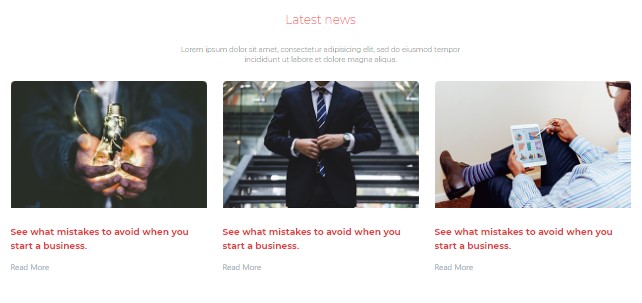 Latest news
Lorem ipsum dolor sit amet, consectetur adipisicing elit, sed do eiusmod tempor
incididunt ut labore et dolore magna aliqua.
See what mistakes to avoid when you
start a business.
Read More
See what mistakes to avoid when you
start a business.
Read More
See what mistakes to avoid when you
start a business.
Read More